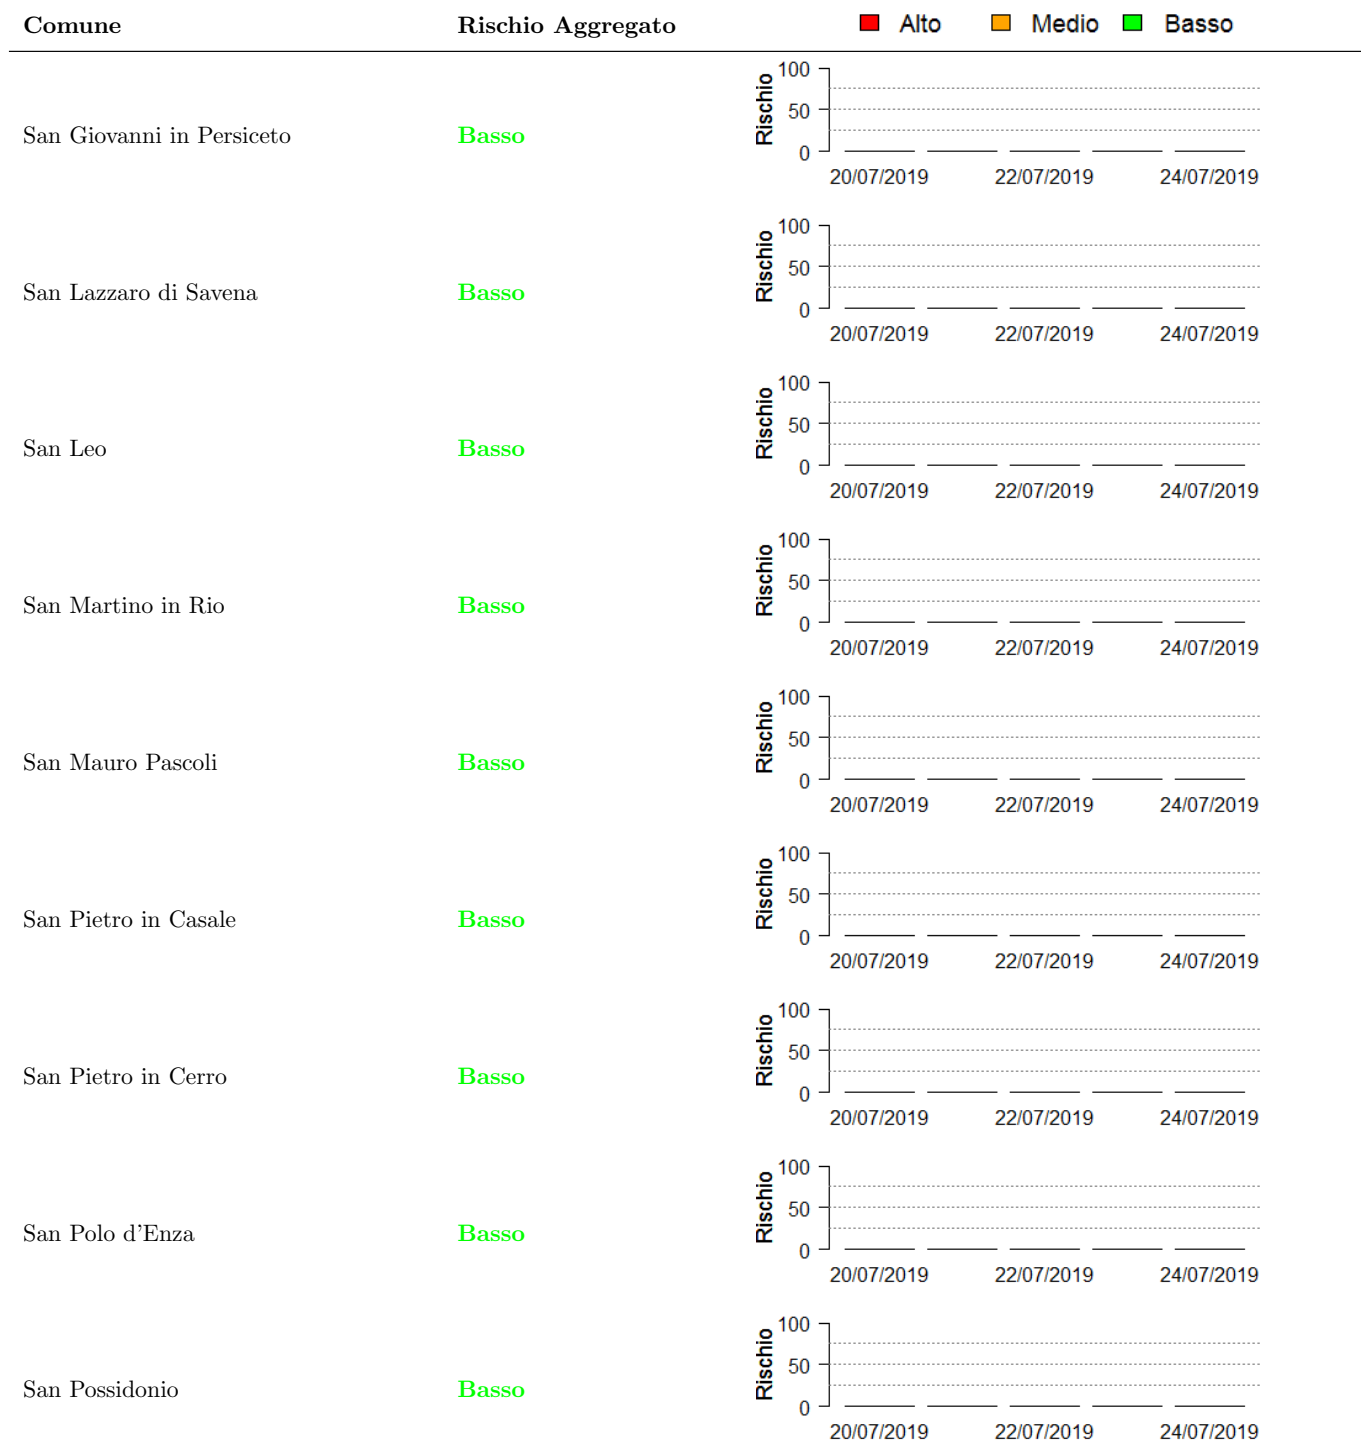 Comune Rischio Aggregato Alto Medio Basso
100
50
0
Rischio
San Giovanni in Persiceto Basso
20/07/2019 22/07/2019 24/07/2019
100
50
0
Rischio
San Lazzaro di Savena Basso
20/07/2019 22/07/2019 24/07/2019
100
50
0
Rischio
San Leo Basso
20/07/2019 22/07/2019 24/07/2019
100
50
0
Rischio
San Martino in Rio Basso
20/07/2019 22/07/2019 24/07/2019
100
50
0
Rischio
San Mauro Pascoli Basso
20/07/2019 22/07/2019 24/07/2019
100
50
0
Rischio
San Pietro in Casale Basso
20/07/2019 22/07/2019 24/07/2019
100
50
0
Rischio
San Pietro in Cerro Basso
20/07/2019 22/07/2019 24/07/2019
100
50
0
Rischio
San Polo d'Enza Basso
20/07/2019 22/07/2019 24/07/2019
100
50
0
Rischio
San Possidonio Basso
20/07/2019 22/07/2019 24/07/2019